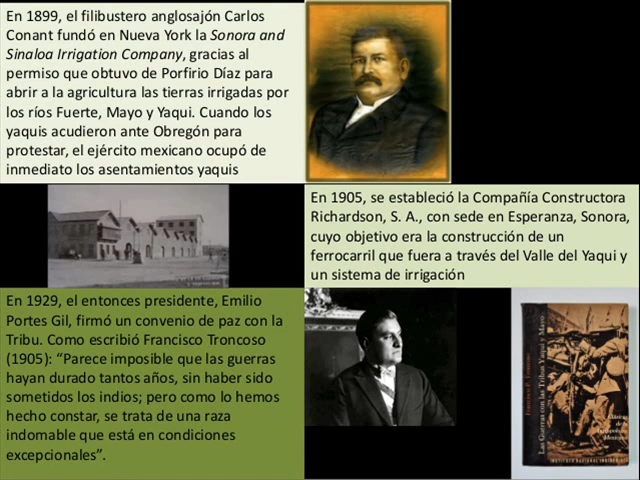 En 1899, el filibustero anglosajón Carlos
Conant fundó en Nueva York la Sonora and
Sinaloa Irrigation Company, gracias al
permiso que obtuvo de Porfirio Díaz para
abrir a la agricultura las tierras irrigadas por
los ríos Fuerte, Mayo y Yaqui. Cuando los
yaquis acudieron ante Obregón para
protestar, el ejército mexicano ocupó de
inmediato los asentamientos yaquis
En 1905, se estableció la Compañía Constructora
Richardson, S. A., con sede en Esperanza, Sonora,
cuyo objetivo era la construcción de un
ferrocarril que fuera a través del Valle del Yaqui y
un sistema de irrigación
En 1929, el entonces presidente, Emilio
Portes Gil, firmó un convenio de paz con la
Tribu. Como escribió Francisco Troncoso
(1905): “Parece imposible que las guerras
hayan durado tantos años, sin haber sido
sometidos los indios; pero como lo hemos
hecho constar, se trata de una raza
indomable que está en condiciones
excepcionales”.
Francisco P. Troncoso
Las Guerras con las Tribus Yaqui y Mayo